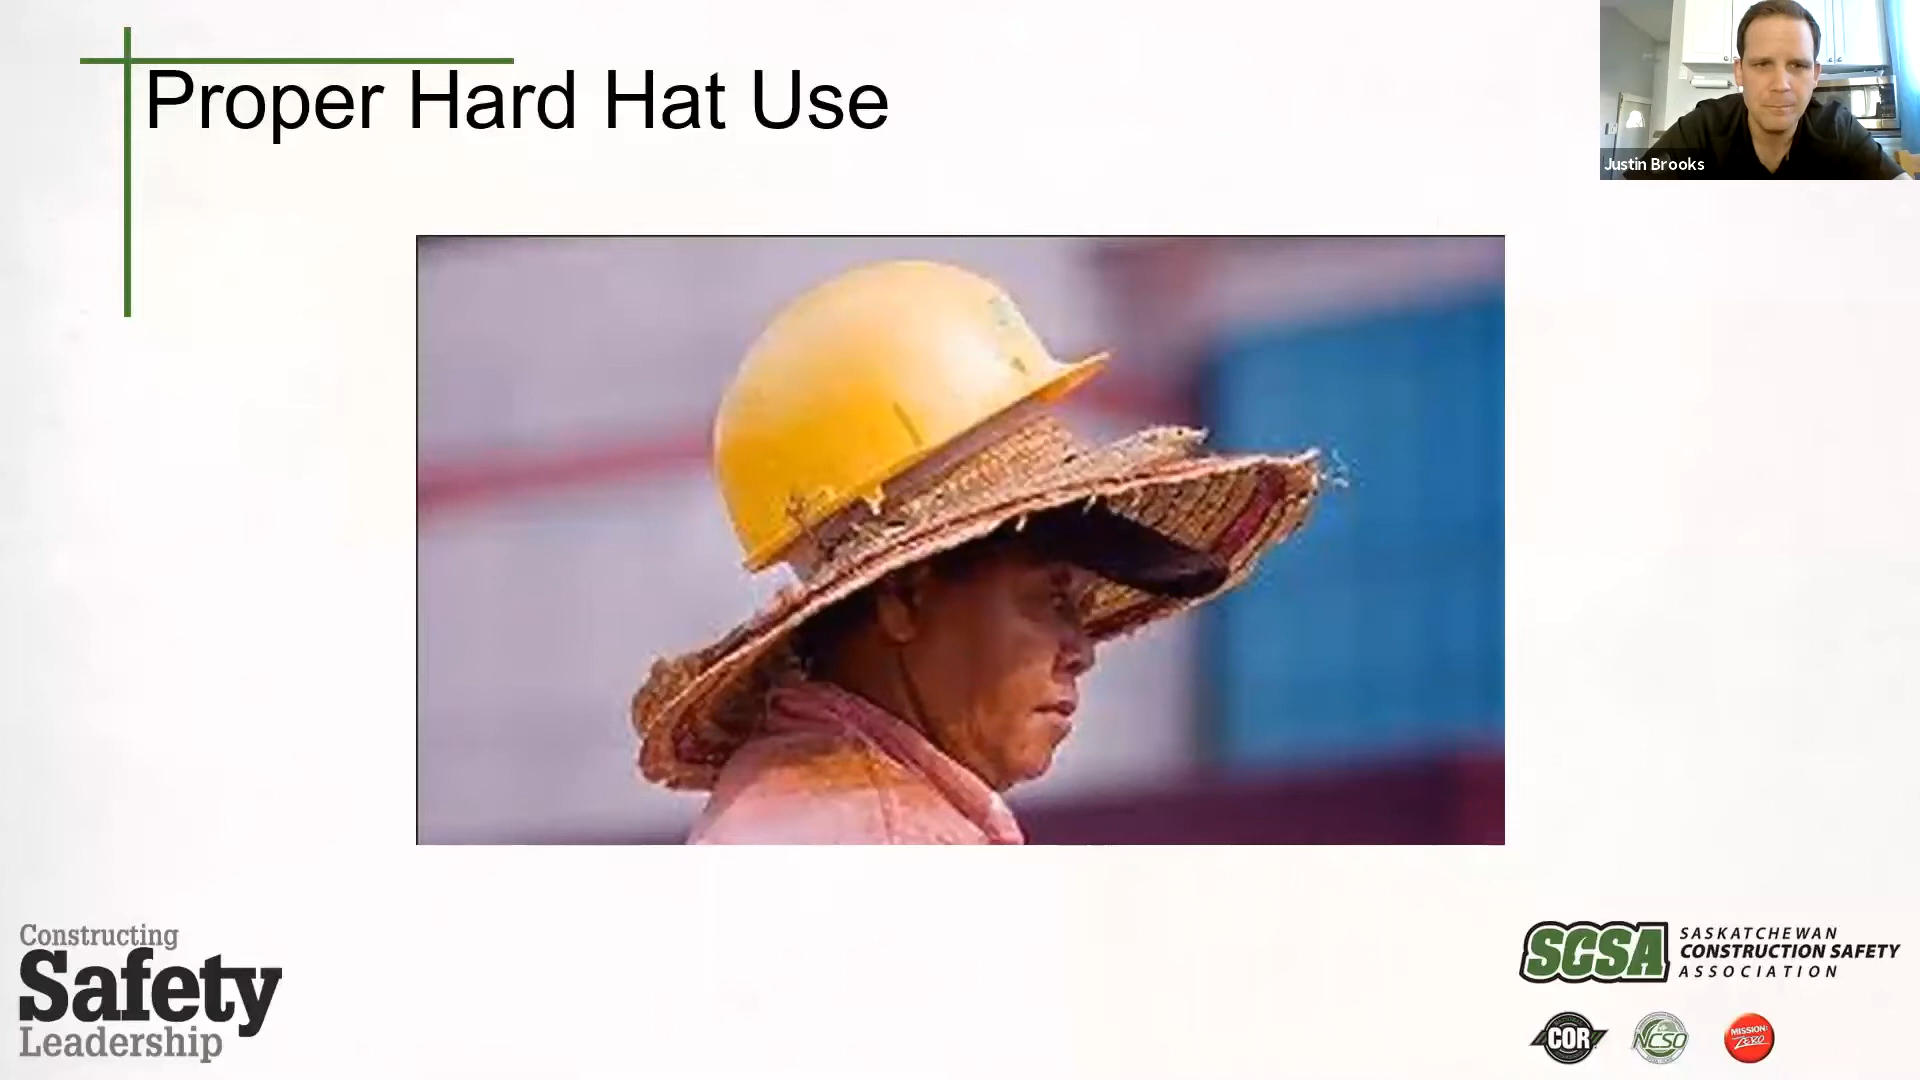 Proper Hard Hat Use
Justin Brooks
Constructing
Safety
Leadership
SCSA
SASKATCHEWAN
CONSTRUCTION SAFETY
ASSOCIATION
COR
NCSO
MISSION:
ZERO